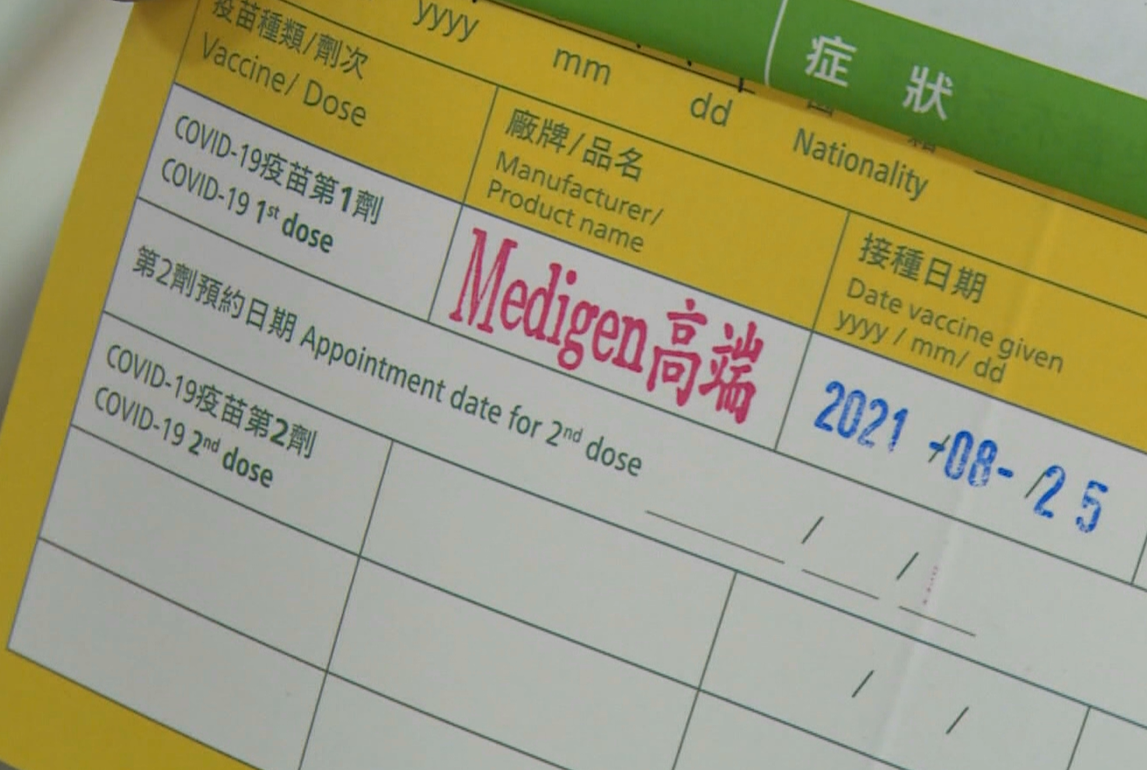 症狀
yyyy
mm
dd
Nationality
疫苗種類/劑次
Vaccine/ Dose
廠牌/品名
Manufacturer/
Product name
接種日期
Date vaccine given
yyyy / mm/ dd
COVID-19疫苗第1劑
COVID-19 1st dose
Medigen高端
2021 -08- 25
第2劑預約日期 Appointment date for 2nd dose
/ /
COVID-19疫苗第2劑
COVID-19 2nd dose
/ /